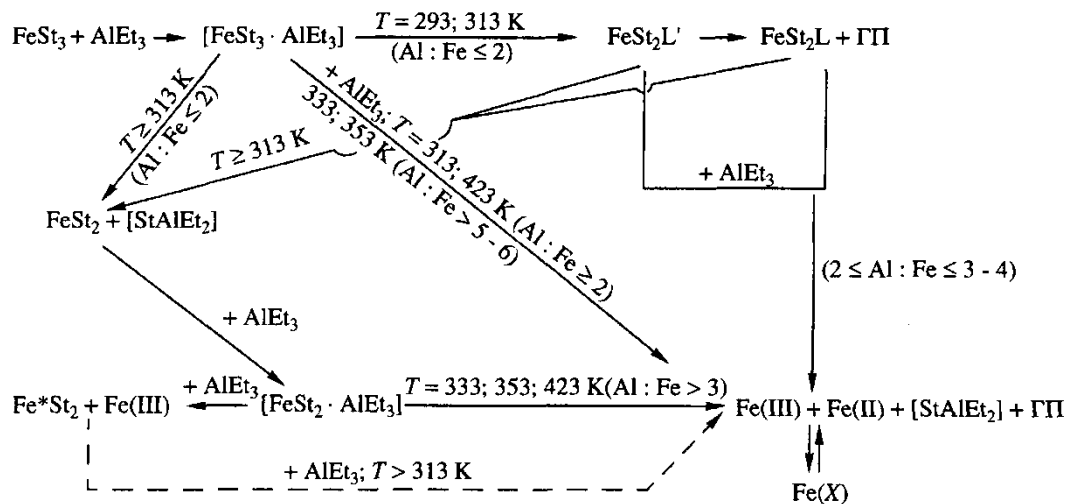 FeSt₃ + AlEt₃
[FeSt₃ · AlEt₃]
T = 293; 313 K
(Al : Fe ≤ 2)
FeSt₂L'
FeSt₂L + ГП
T ≥ 313 K
(Al : Fe ≤ 2)
+ AlEt₃; T = 313; 423 K (Al : Fe ≥ 2)
333; 353 K (Al : Fe > 5 - 6)
T ≥ 313 K
+ AlEt₃
FeSt₂ + [StAlEt₂]
(2 ≤ Al : Fe ≤ 3 - 4)
+ AlEt₃
Fe*St₂ + Fe(III)
+ AlEt₃
[FeSt₂ · AlEt₃]
T = 333; 353; 423 K(Al : Fe > 3)
Fe(III) + Fe(II) + [StAlEt₂] + ГП
+ AlEt₃; T > 313 K
Fe(X)